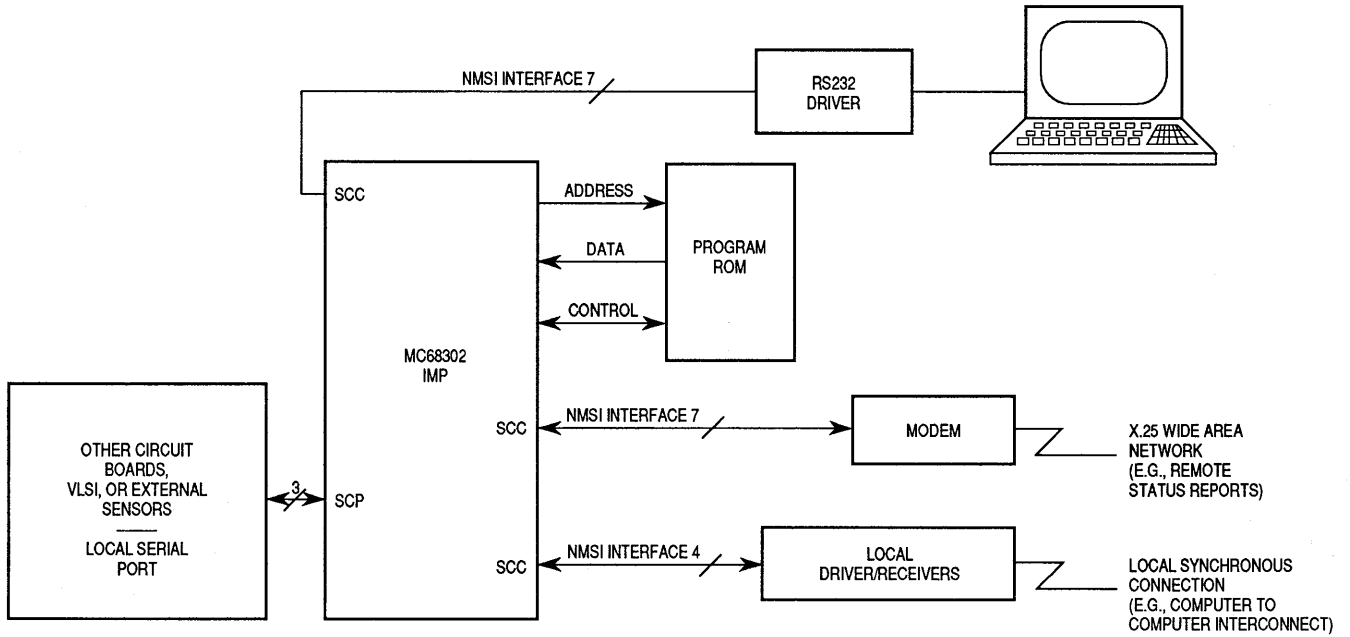 NMSI INTERFACE 7
RS232
DRIVER
SCC
ADDRESS
DATA
CONTROL
PROGRAM
ROM
MC68302
IMP
SCC
NMSI INTERFACE 7
MODEM
X.25 WIDE AREA
NETWORK
(E.G., REMOTE
STATUS REPORTS)
OTHER CIRCUIT
BOARDS,
VLSI, OR EXTERNAL
SENSORS
LOCAL SERIAL
PORT
3
SCP
SCC
NMSI INTERFACE 4
LOCAL
DRIVER/RECEIVERS
LOCAL SYNCHRONOUS
CONNECTION
(E.G., COMPUTER TO
COMPUTER INTERCONNECT)